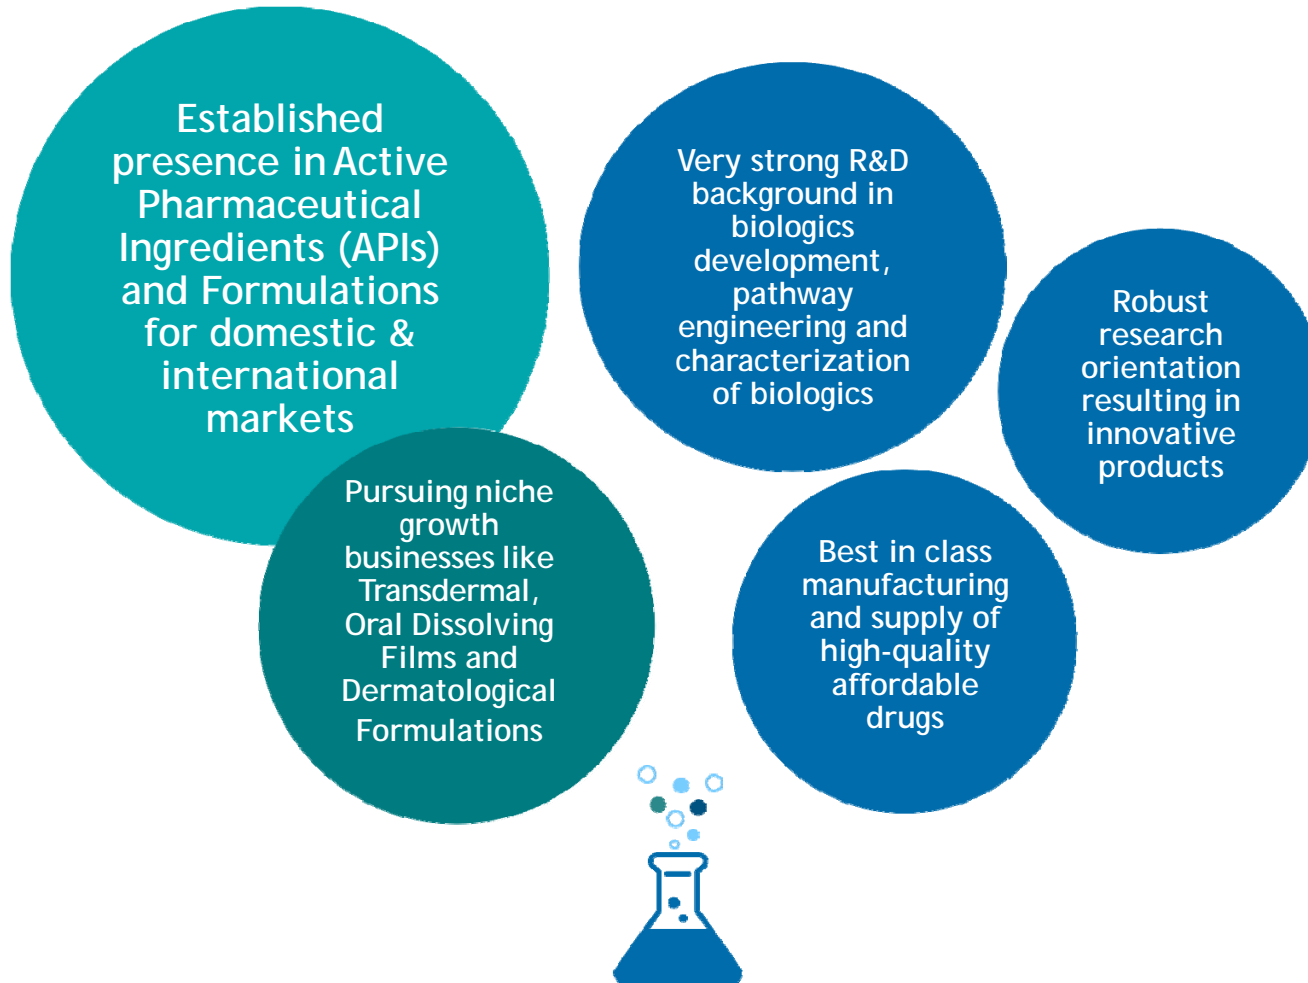 Established
presence in Active
Pharmaceutical
Ingredients (APIs)
and Formulations
for domestic &
international
markets
Very strong R&D
background in
biologics
development,
pathway
engineering and
characterization
of biologics
Robust
research
orientation
resulting in
innovative
products
Pursuing niche
growth
businesses like
Transdermal,
Oral Dissolving
Films and
Dermatological
Formulations
Best in class
manufacturing
and supply of
high-quality
affordable
drugs